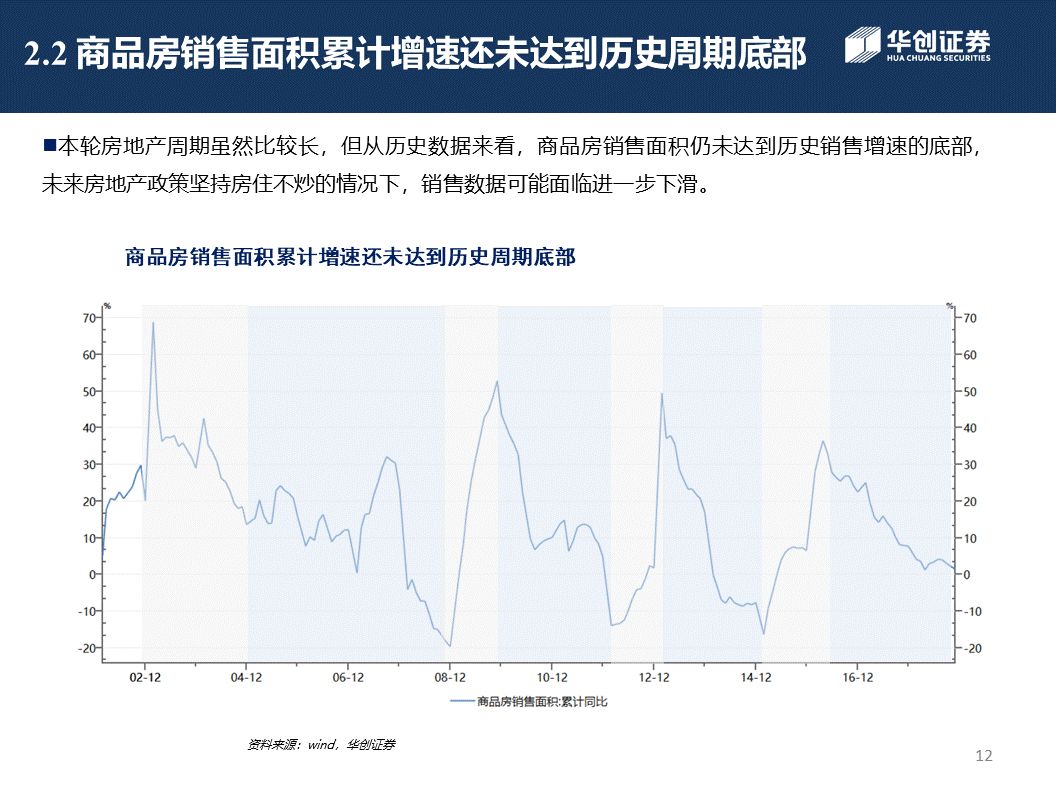 2.2 商品房销售面积累计增速还未达到历史周期底部
华创证券
HUA CHUANG SECURITIES
■本轮房地产周期虽然比较长，但从历史数据来看，商品房销售面积仍未达到历史销售增速的底部，
未来房地产政策坚持房住不炒的情况下，销售数据可能面临进一步下滑。
商品房销售面积累计增速还未达到历史周期底部
% %
70 70
60 60
50 50
40 40
30 30
20 20
10 10
0 0
-10 -10
-20 -20
02-12 04-12 06-12 08-12 10-12 12-12 14-12 16-12
商品房销售面积:累计同比
资料来源：wind，华创证券
12